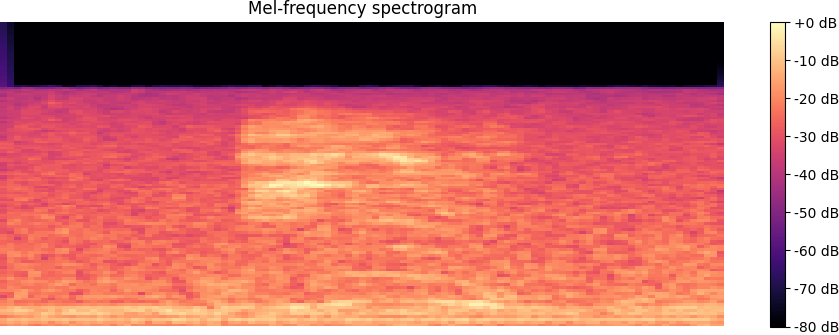 Mel-frequency spectrogram
+0 dB
-10 dB
-20 dB
-30 dB
-40 dB
-50 dB
-60 dB
-70 dB
-80 dB